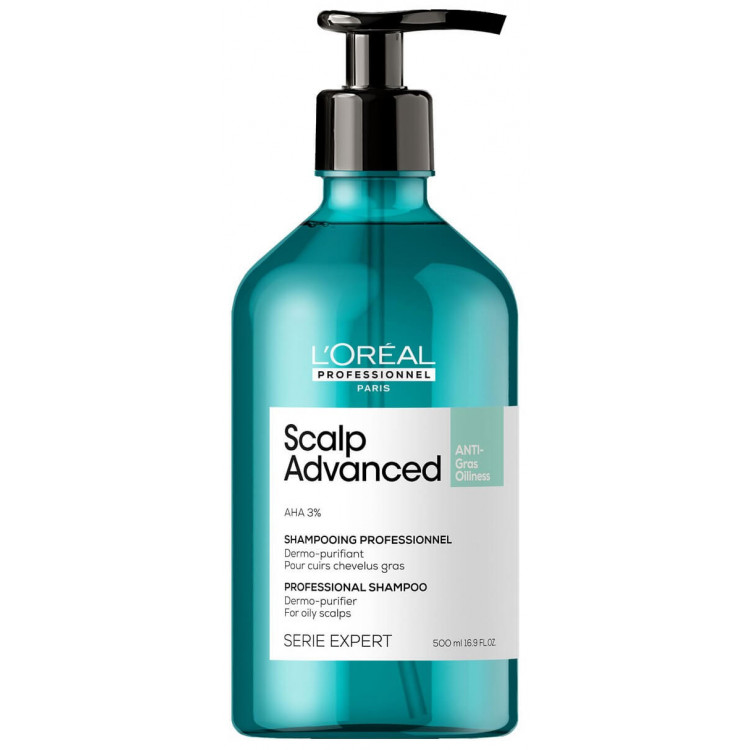 L'ORÉAL
PROFESSIONNEL
PARIS
Scalp
Advanced
ANTI-
Gras
Oiliness
AHA 3%
SHAMPOOING PROFESSIONNEL
Dermo-purifiant
Pour cuirs chevelus gras
PROFESSIONAL SHAMPOO
Dermo-purifier
For oily scalps
SERIE EXPERT
500 ml 16.9 FL.OZ.